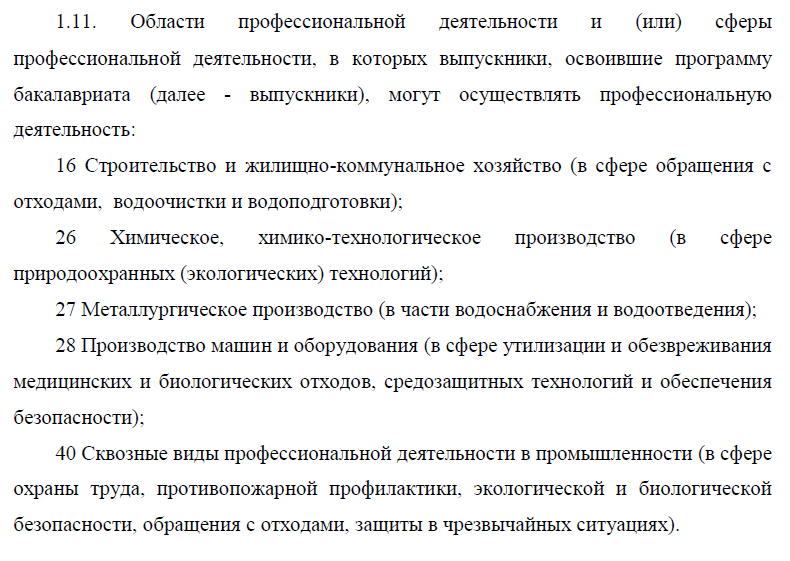 1.11. Области профессиональной деятельности и (или) сферы
профессиональной деятельности, в которых выпускники, освоившие программу
бакалавриата (далее - выпускники), могут осуществлять профессиональную
деятельность:
16 Строительство и жилищно-коммунальное хозяйство (в сфере обращения с
отходами, водоочистки и водоподготовки);
26 Химическое, химико-технологическое производство (в сфере
природоохранных (экологических) технологий);
27 Металлургическое производство (в части водоснабжения и водоотведения);
28 Производство машин и оборудования (в сфере утилизации и обезвреживания
медицинских и биологических отходов, средозащитных технологий и обеспечения
безопасности);
40 Сквозные виды профессиональной деятельности в промышленности (в сфере
охраны труда, противопожарной профилактики, экологической и биологической
безопасности, обращения с отходами, защиты в чрезвычайных ситуациях).